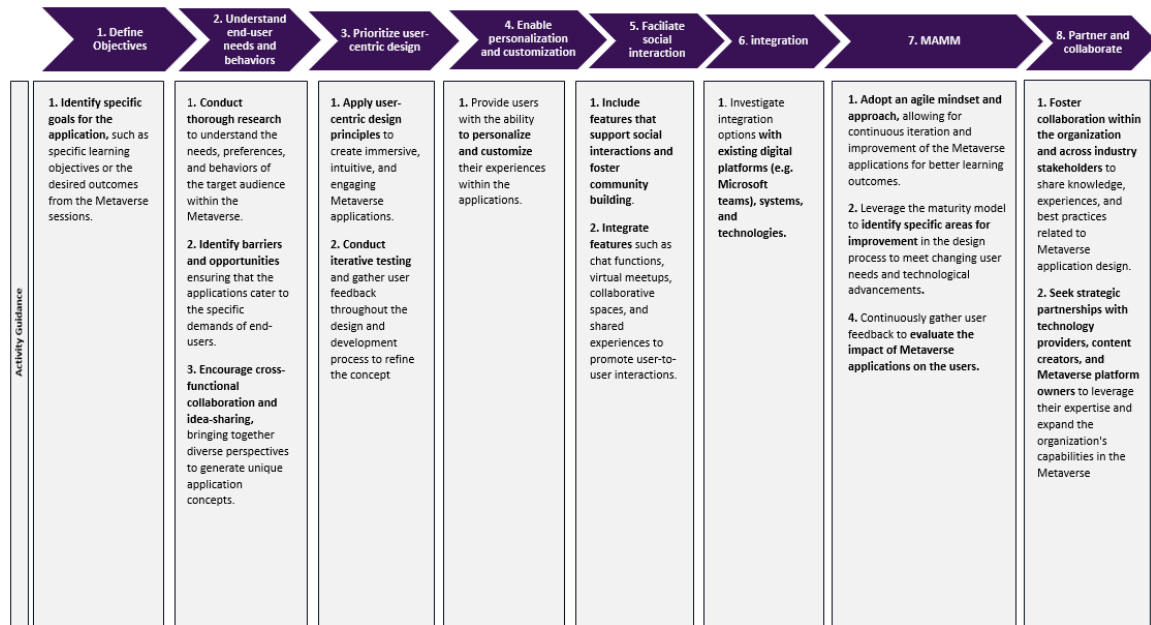 1. Define
Objectives
2. Understand
end-user
needs and
behaviors
3. Prioritize user-
centric design
4. Enable
personalization
and customization
5. Faciliate
social
interaction
6. integration
7. MAMM
8. Partner and
collaborate
Activity Guidance
1. Identify specific
goals for the
application, such as
specific learning
objectives or the
desired outcomes
from the Metaverse
sessions.
1. Conduct
thorough research
to understand the
needs, preferences,
and behaviors of
the target audience
within the
Metaverse.
2. Identify barriers
and opportunities
ensuring that the
applications cater to
the specific
demands of end-
users.
3. Encourage cross-
functional
collaboration and
idea-sharing,
bringing together
diverse perspectives
to generate unique
application
concepts.
1. Apply user-
centric design
principles to
create immersive,
intuitive, and
engaging
Metaverse
applications.
2. Conduct
iterative testing
and gather user
feedback
throughout the
design and
development
process to refine
the concept
1. Provide users
with the ability
to personalize
and customize
their experiences
within the
applications.
1. Include
features that
support social
interactions and
foster
community
building.
2. Integrate
features such as
chat functions,
virtual meetups,
collaborative
spaces, and
shared
experiences to
promote user-to-
user interactions.
1. Investigate
integration
options with
existing digital
platforms (e.g.
Microsoft
teams), systems,
and
technologies.
1. Adopt an agile mindset and
approach, allowing for
continuous iteration and
improvement of the Metaverse
applications for better learning
outcomes.
2. Leverage the maturity model
to identify specific areas for
improvement in the design
process to meet changing user
needs and technological
advancements.
4. Continuously gather user
feedback to evaluate the
impact of Metaverse
applications on the users.
1. Foster
collaboration within
the organization
and across industry
stakeholders to
share knowledge,
experiences, and
best practices
related to
Metaverse
application design.
2. Seek strategic
partnerships with
technology
providers, content
creators, and
Metaverse platform
owners to leverage
their expertise and
expand the
organization's
capabilities in the
Metaverse